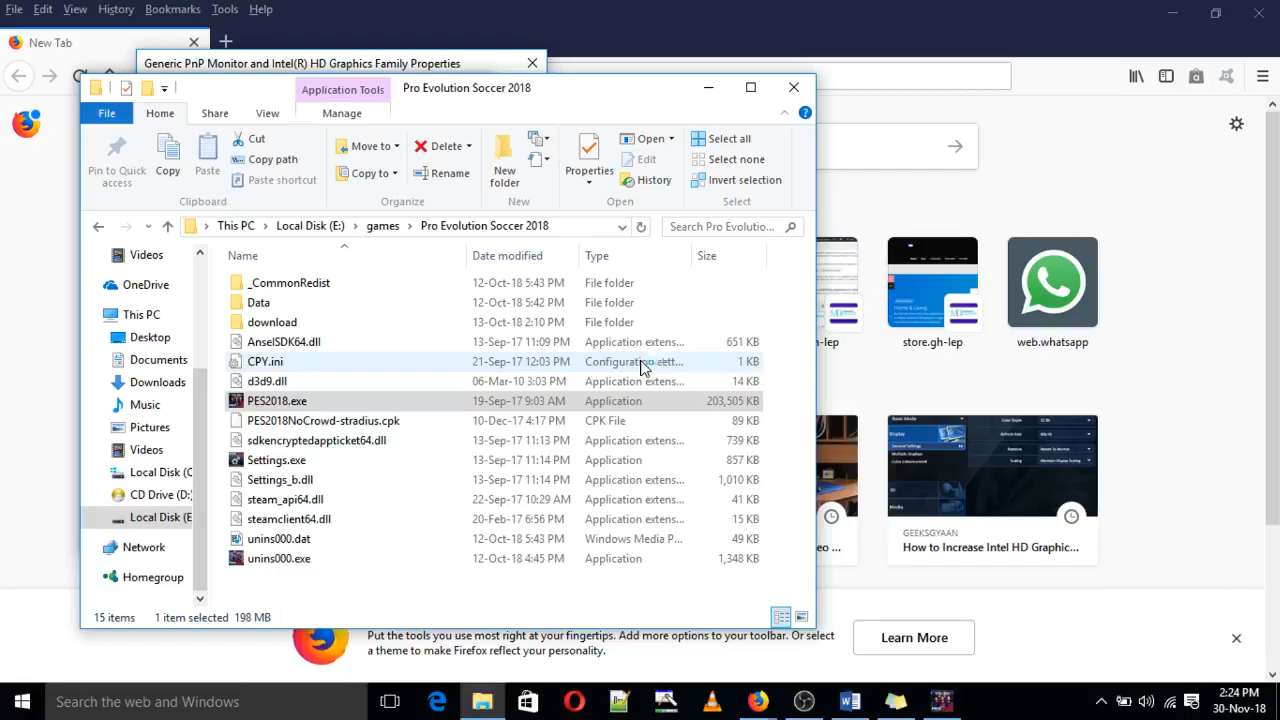 File Edit View History Bookmarks Tools Help
New Tab
Generic PnP Monitor and Intel(R) HD Graphics Family Properties
Application Tools Pro Evolution Soccer 2018
File Home Share View Manage
Pin to Quick access
Copy
Paste
Cut
Copy path
Paste shortcut
Clipboard
Move to
Copy to
Delete
Rename
Organize
New folder
New
Properties
Open
Edit
History
Open
Select all
Select none
Invert selection
Select
This PC Local Disk (E:) games Pro Evolution Soccer 2018
Search Pro Evolutio...
Videos
OneDrive
This PC
Desktop
Documents
Downloads
Music
Pictures
Videos
Local Disk (
CD Drive (D:
Local Disk (E
Network
Homegroup
Name Date modified Type Size
_CommonRedist 12-Oct-18 5:43 PM File folder
Data 12-Oct-18 5:42 PM File folder
download 13-Oct-18 2:10 PM File folder
AnselSDK64.dll 13-Sep-17 11:09 PM Application extens... 651 KB
CPY.ini 21-Sep-17 12:03 PM Configuration sett... 1 KB
d3d9.dll 06-Mar-10 3:03 PM Application extens... 14 KB
PES2018.exe 19-Sep-17 9:03 AM Application 203,505 KB
PES2018NoCrowd-stradius.cpk 10-Dec-17 4:17 PM CPK File 89 KB
sdkencryptedappticket64.dll 13-Sep-17 11:13 PM Application extens... 739 KB
Settings.exe 13-Sep-17 11:14 PM Application 857 KB
Settings_b.dll 13-Sep-17 11:14 PM Application extens... 1,010 KB
steam_api64.dll 22-Sep-17 10:29 AM Application extens... 41 KB
steamclient64.dll 20-Feb-17 6:56 PM Application extens... 15 KB
unins000.dat 12-Oct-18 5:43 PM Windows Media P... 49 KB
unins000.exe 12-Oct-18 4:45 PM Application 1,348 KB
15 items 1 item selected 198 MB
h-lep
store.gh-lep
web.whatsapp
eo ...
GEEKSGYAAN
How to Increase Intel HD Graphic...
Put the tools you use most right at your fingertips. Add more options to your toolbar. Or select
a theme to make Firefox reflect your personality.
Learn More
Search the web and Windows
2:24 PM
30-Nov-18